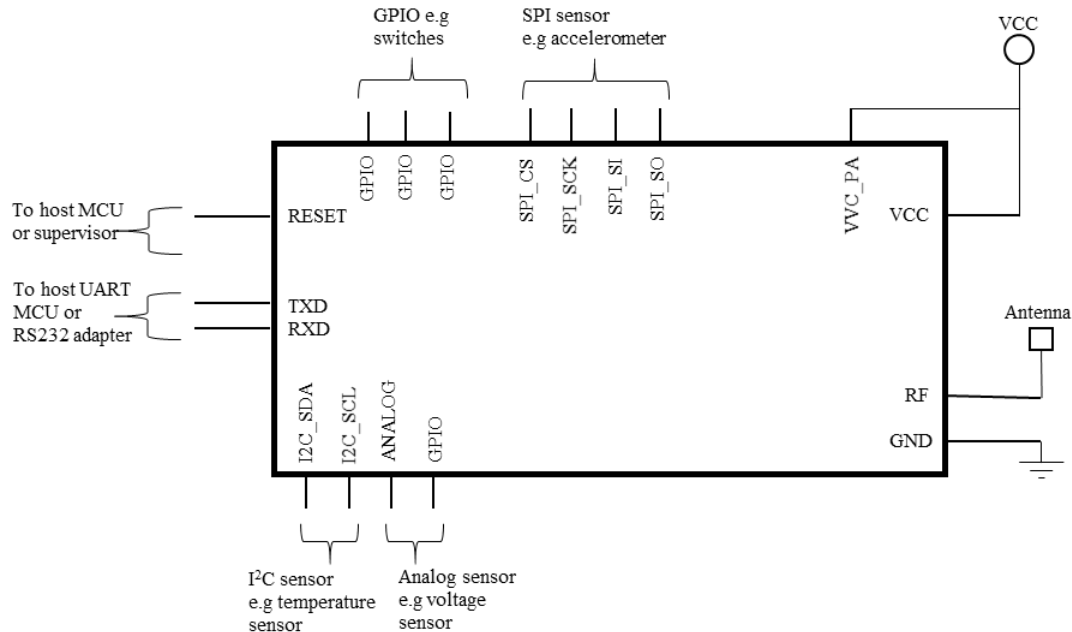 GPIO e.g
switches
SPI sensor
e.g accelerometer
VCC
GPIO
GPIO
GPIO
SPI_CS
SPI_SCK
SPI_SI
SPI_SO
VVC_PA
To host MCU
or supervisor
RESET
VCC
To host UART
MCU or
RS232 adapter
TXD
RXD
Antenna
RF
GND
I2C_SDA
I2C_SCL
ANALOG
GPIO
I²C sensor
e.g temperature
sensor
Analog sensor
e.g voltage
sensor